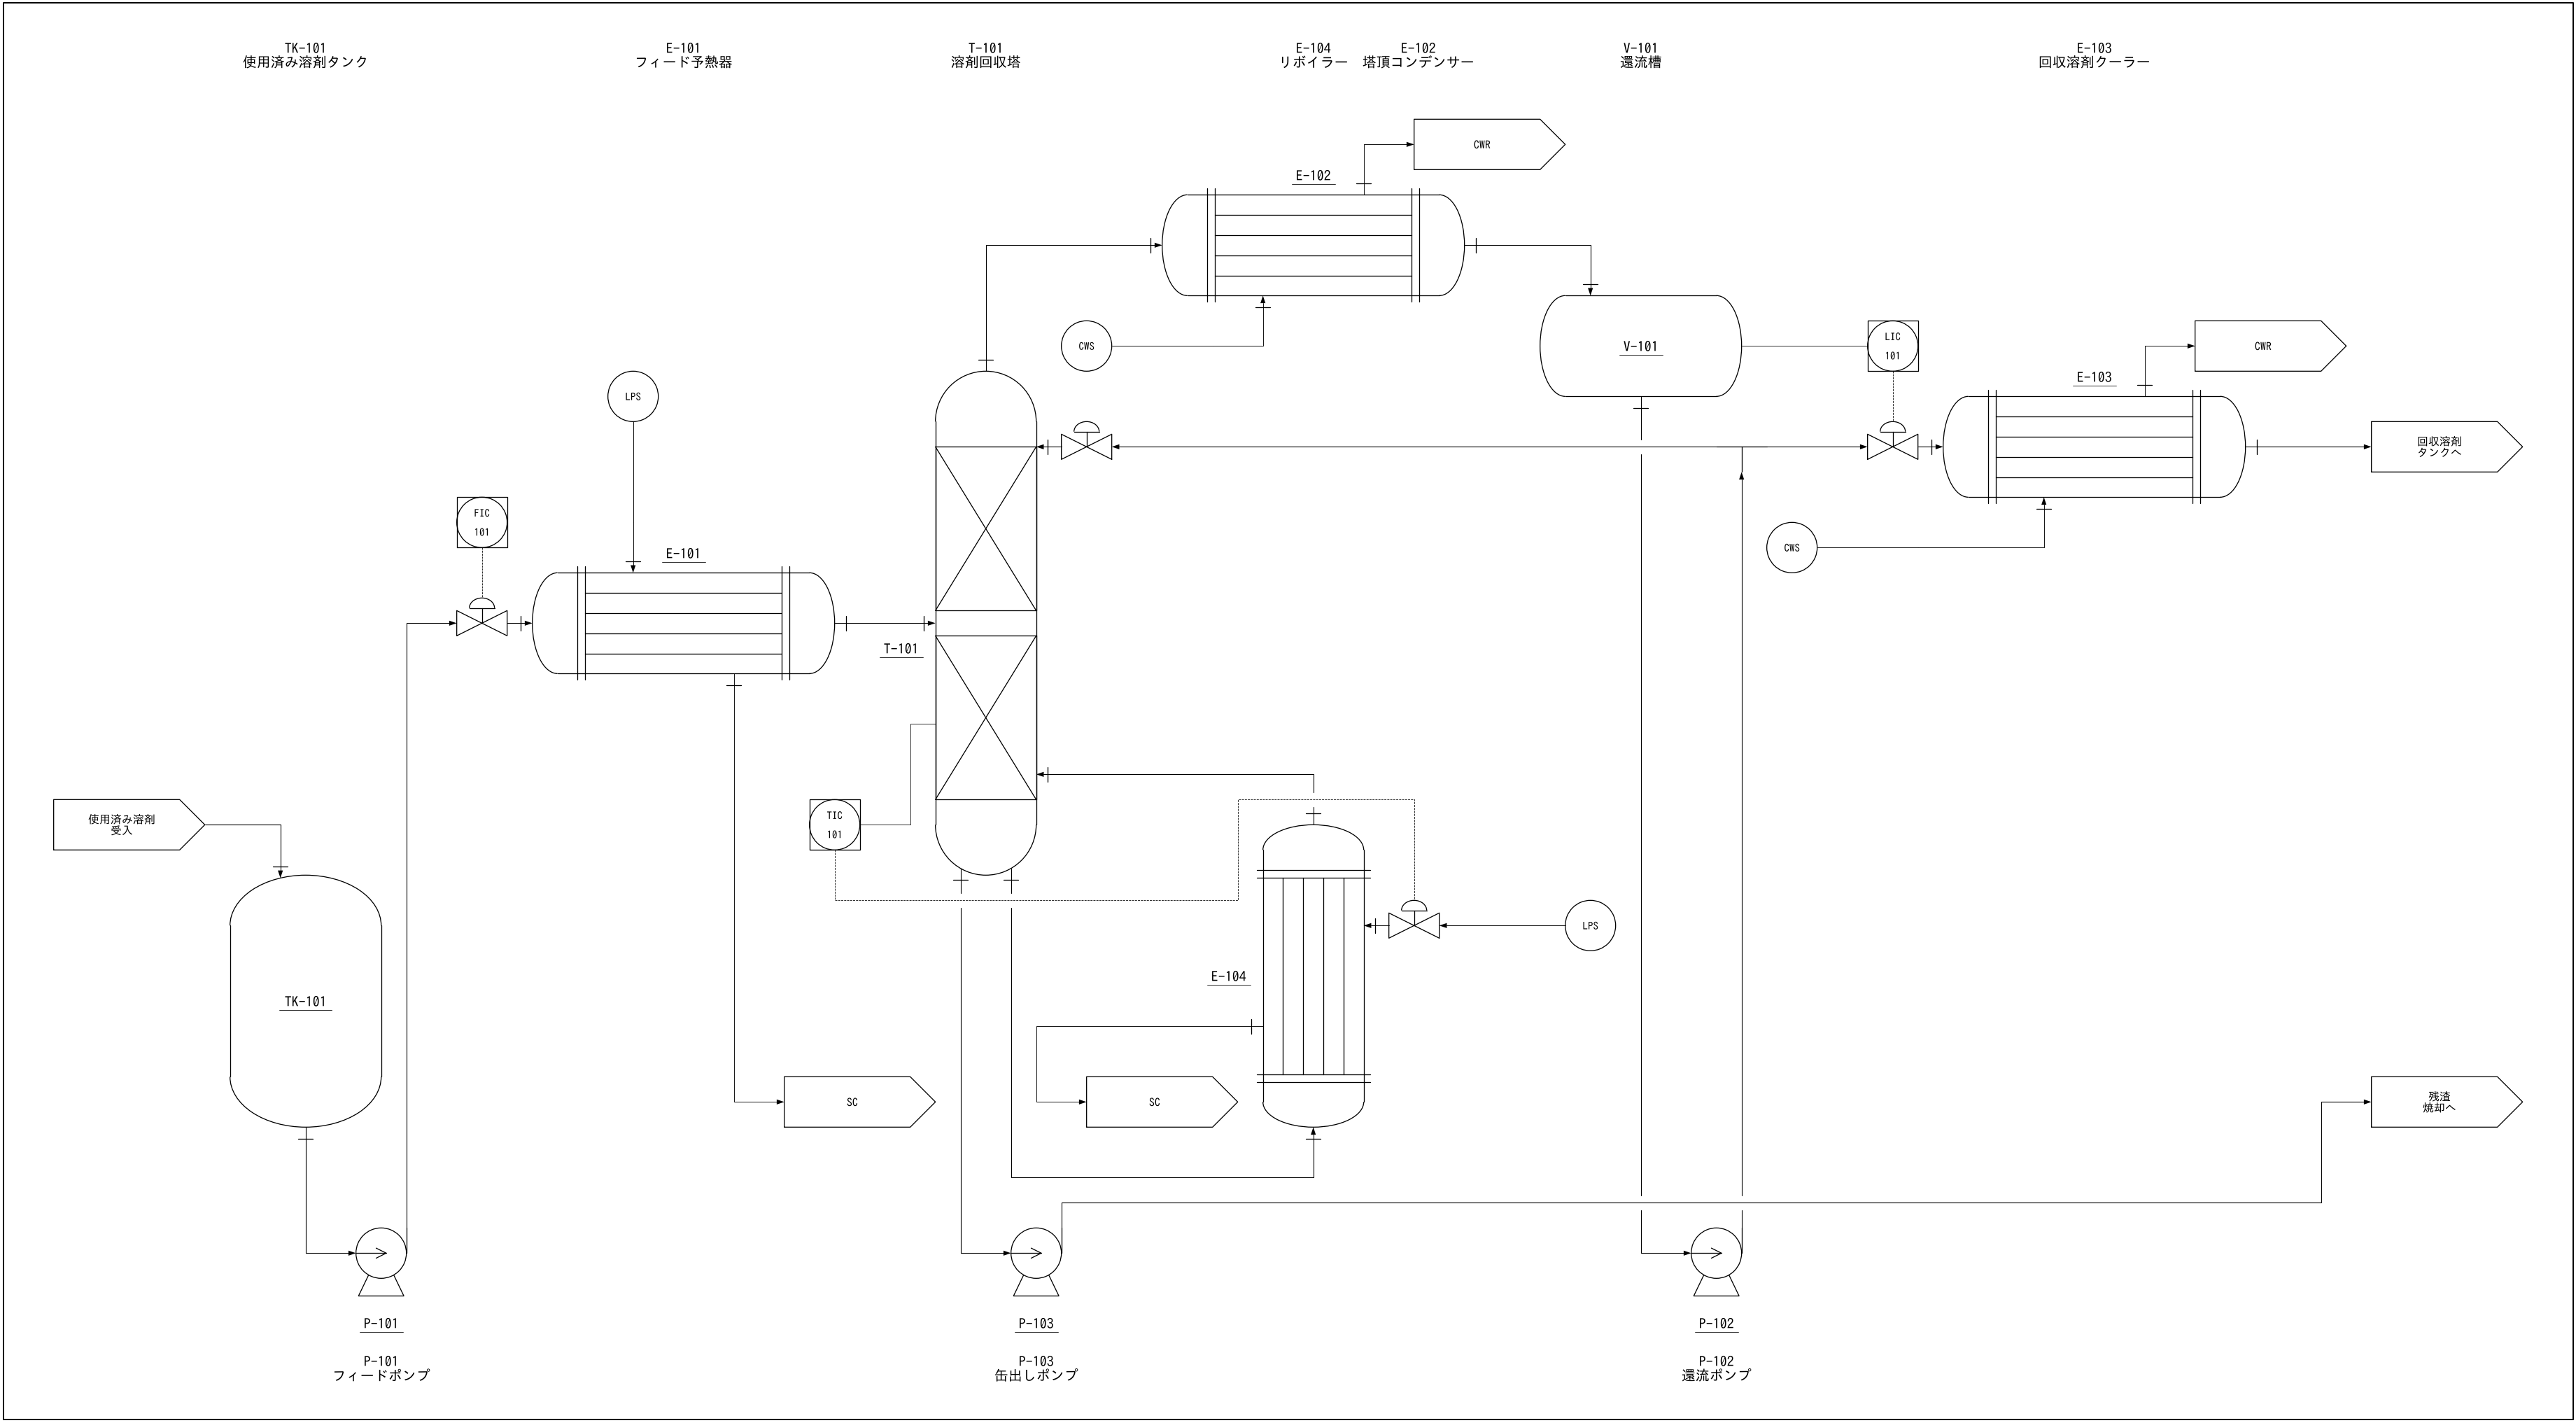 TK-101
使用済み溶剤タンク
E-101
フィード予熱器
T-101
溶剤回収塔
E-104
リボイラー
E-102
塔頂コンデンサー
V-101
還流槽
E-103
回収溶剤クーラー
CWR
E-102
CWS
V-101
LIC
101
CWR
E-103
LPS
回収溶剤
タンクへ
FIC
101
CWS
E-101
T-101
使用済み溶剤
受入
TIC
101
LPS
E-104
TK-101
SC
SC
残渣
焼却へ
P-101
P-103
P-102
P-101
フィードポンプ
P-103
缶出しポンプ
P-102
還流ポンプ